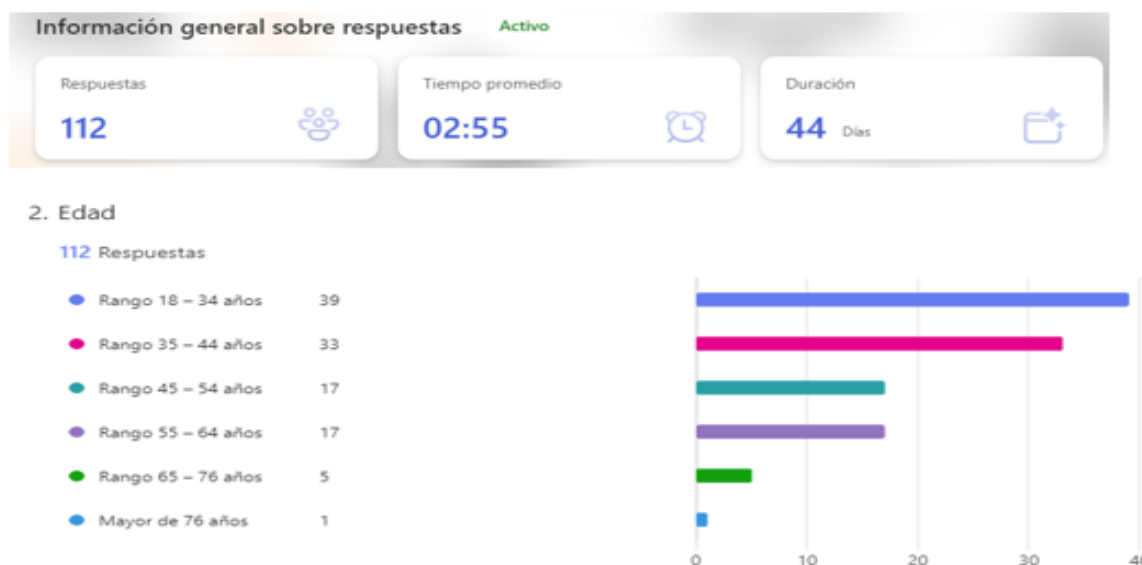 Información general sobre respuestas Activo
Respuestas Tiempo promedio Duración
112 02:55 44 Días
2. Edad
112 Respuestas
Rango 18 – 34 años 39
Rango 35 – 44 años 33
Rango 45 – 54 años 17
Rango 55 – 64 años 17
Rango 65 – 76 años 5
Mayor de 76 años 1
0 10 20 30 40